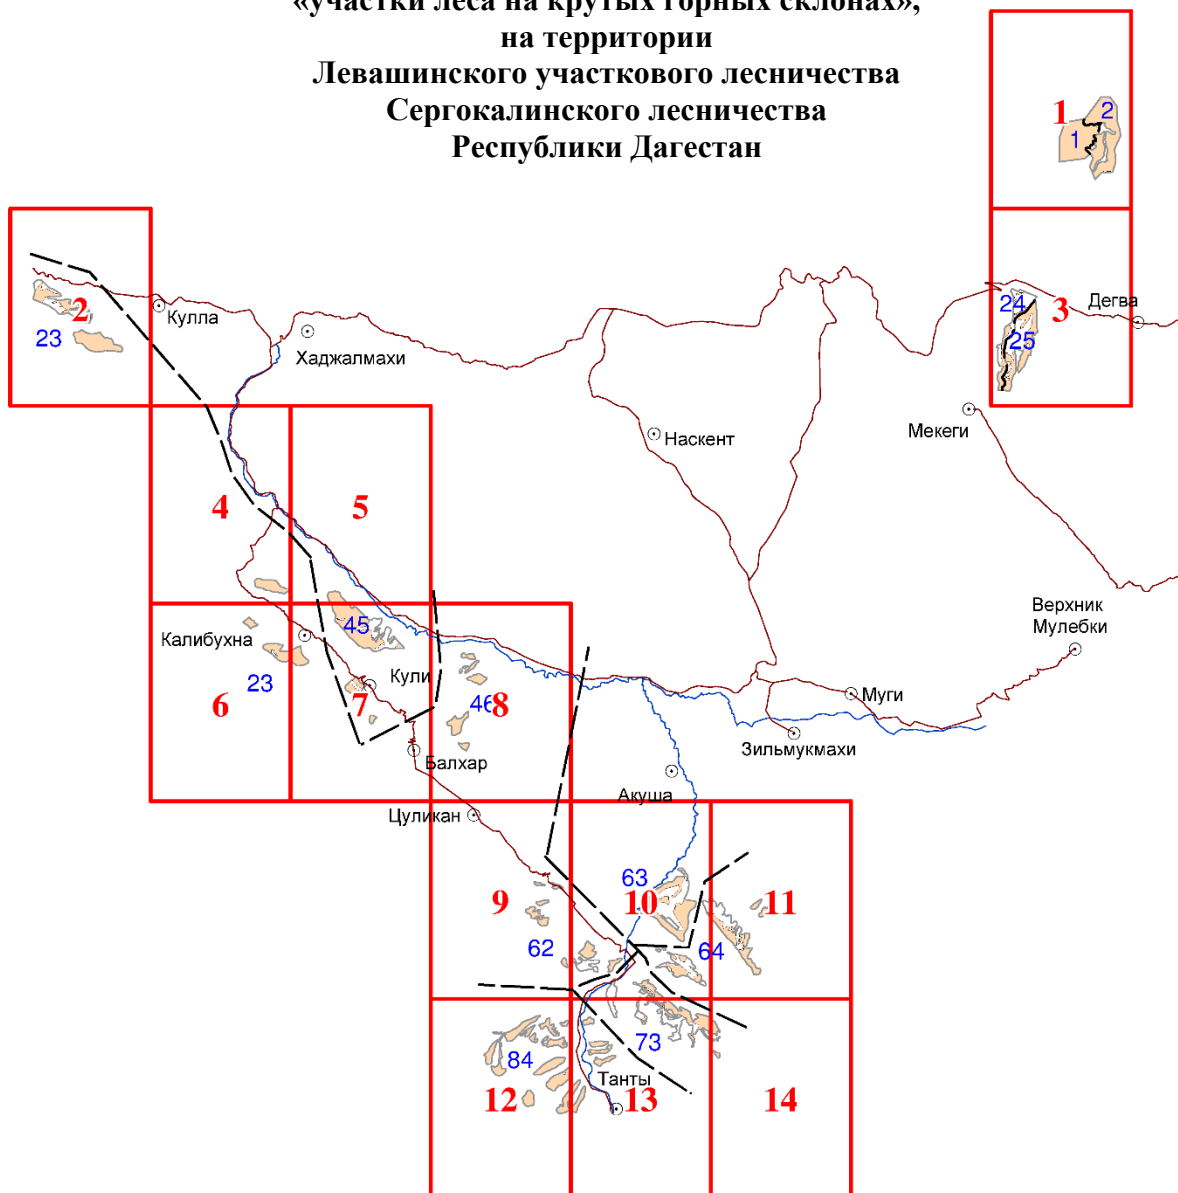 «участки леса на крутых горных склонах»,
на территории
Левашинского участкового лесничества
Сергокалинского лесничества
Республики Дагестан
1
2
1
2
23
Кулла
Хаджалмахи
24
3
Дегва
25
Мекеги
Наскент
4
5
45
Калибухна
23
6
7
Кули
46
8
Балхар
Верхник
Мулебки
Муги
Зильмукмахи
Акуша
Цуликан
9
62
63
10
11
64
73
84
Танты
12
13
14